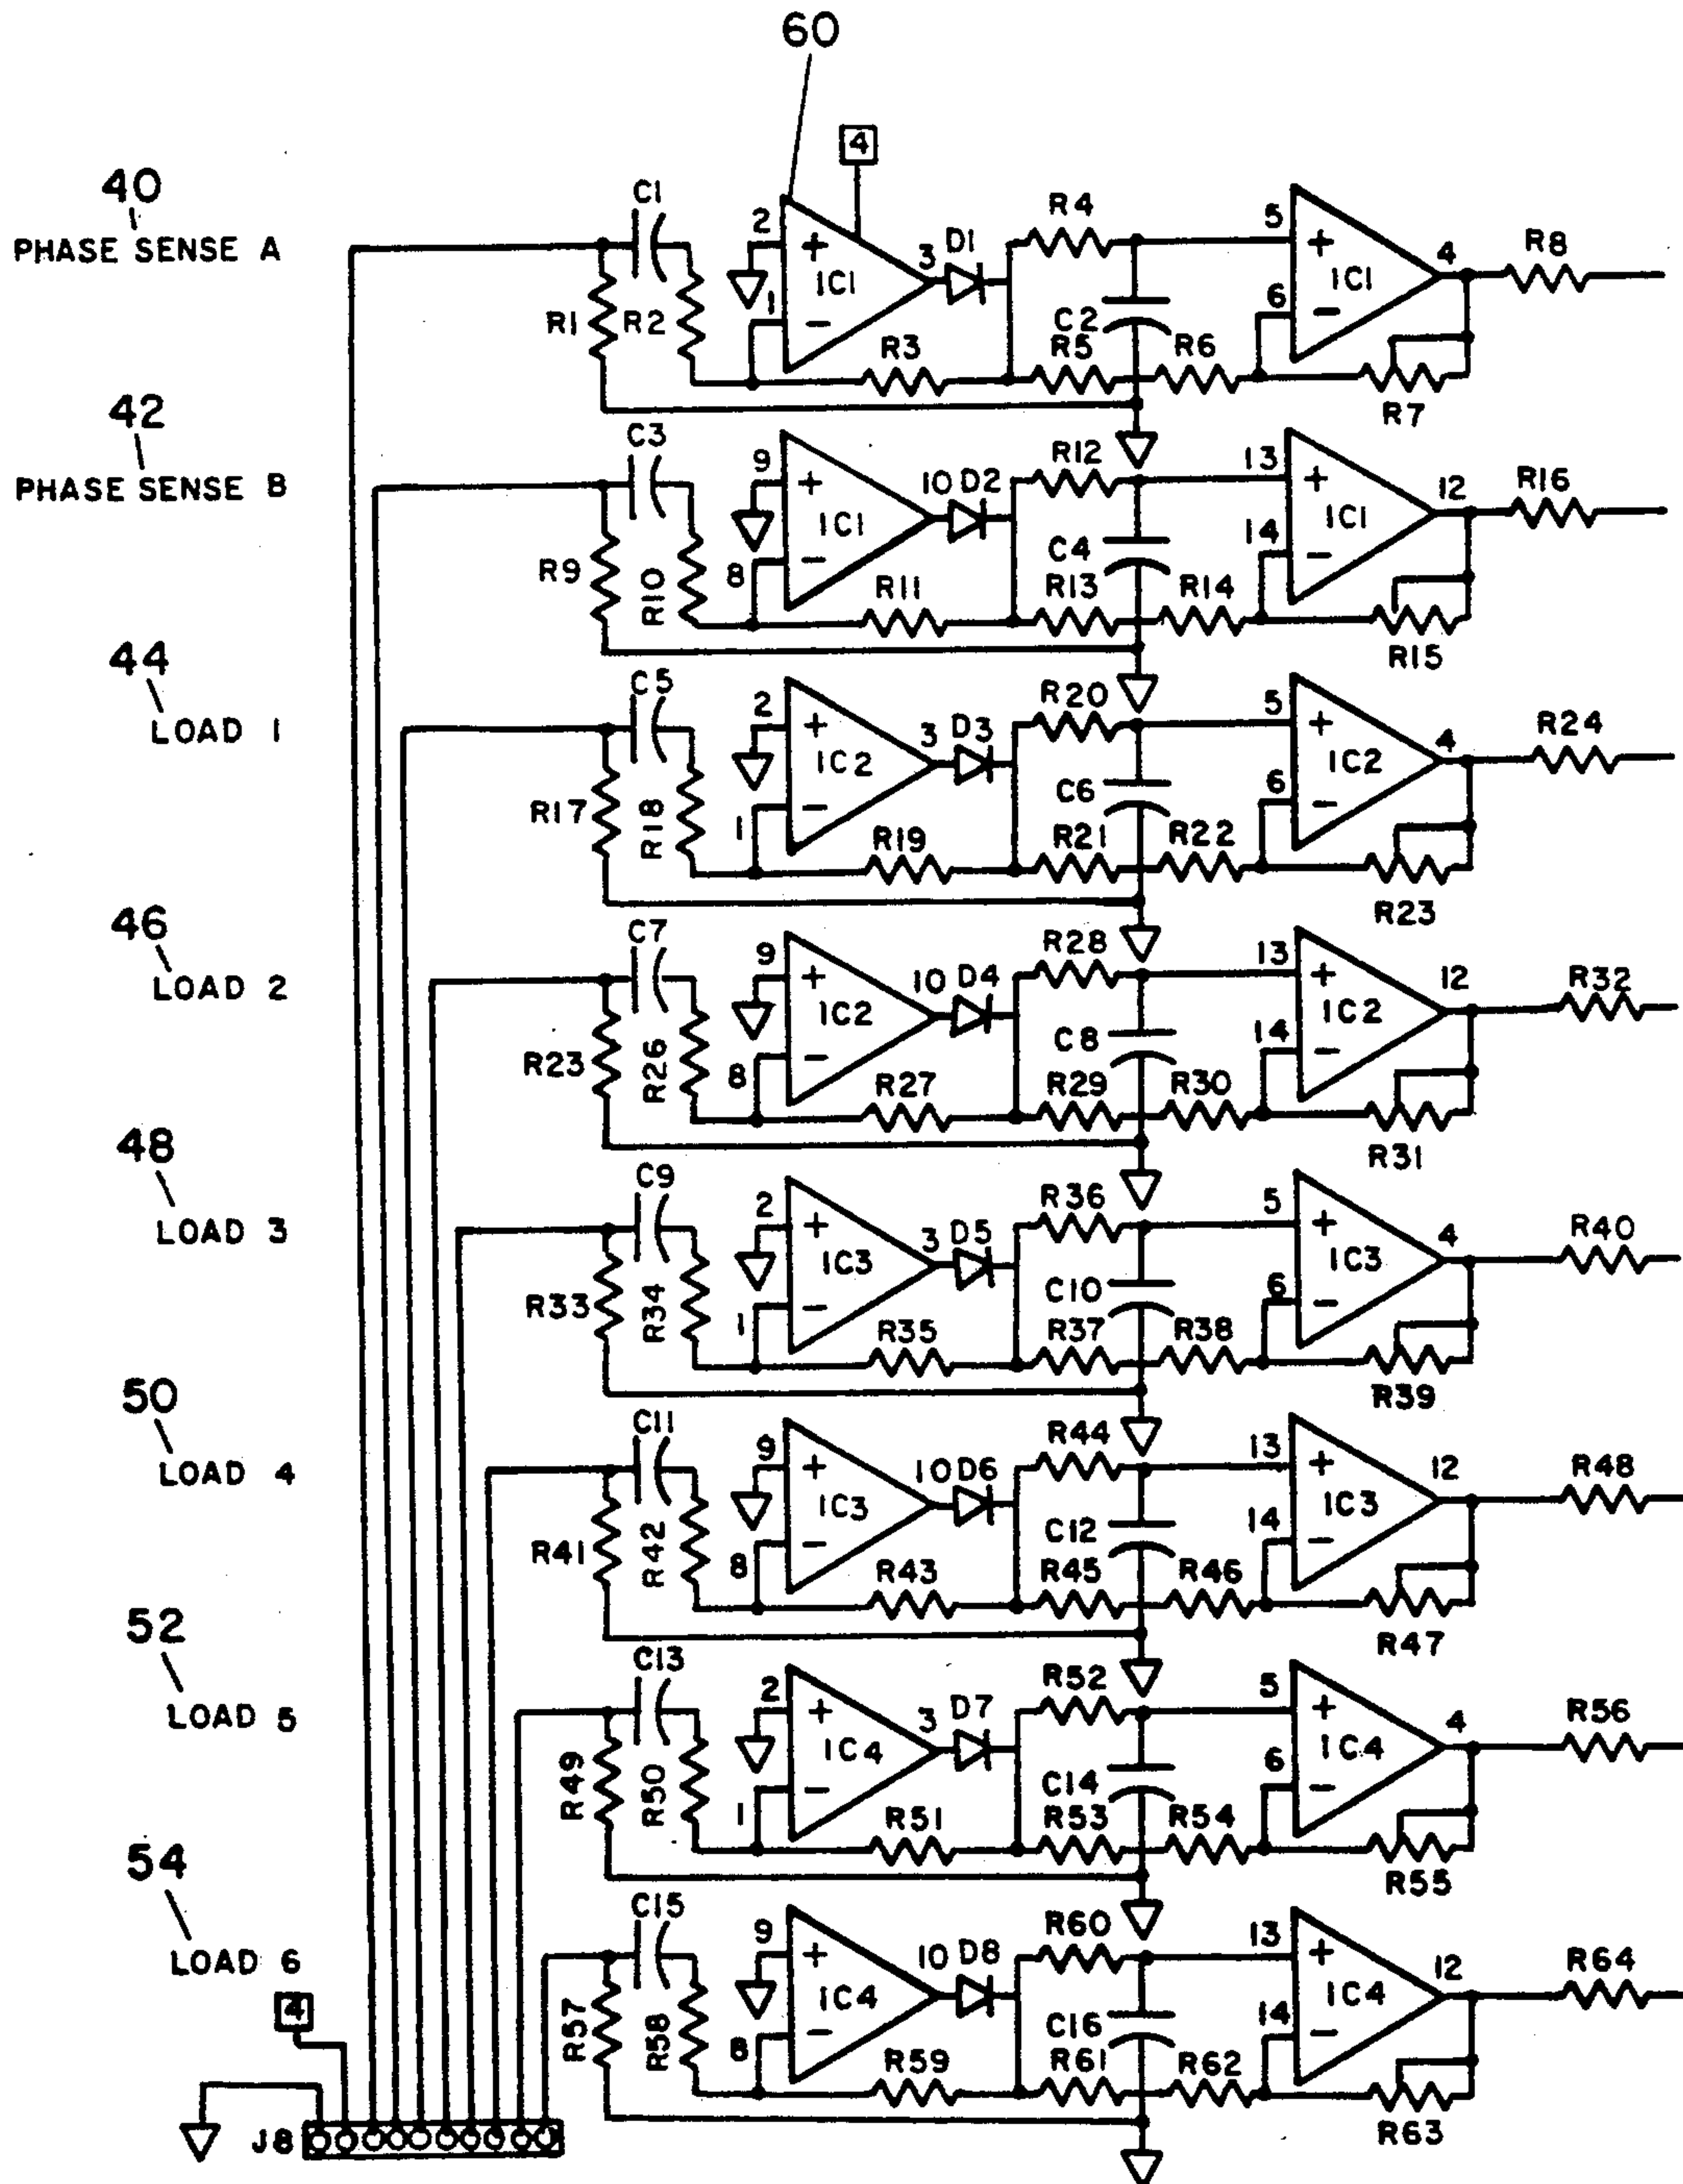 60
4
40
PHASE SENSE A
C1
R1
R2
2
+
IC1
1
−
3
D1
R3
R4
C2
R5
R6
5
+
IC1
6
−
4
R7
R8
42
PHASE SENSE B
C3
R9
R10
9
+
IC1
8
−
10
D2
R11
R12
C4
R13
R14
13
+
IC1
14
−
12
R15
R16
44
LOAD 1
C5
R17
R18
2
+
IC2
1
−
3
D3
R19
R20
C6
R21
R22
5
+
IC2
6
−
4
R23
R24
46
LOAD 2
C7
R23
R26
9
+
IC2
8
−
10
D4
R27
R28
C8
R29
R30
13
+
IC2
14
−
12
R31
R32
48
LOAD 3
C9
R33
R34
2
+
IC3
1
−
3
D5
R35
R36
C10
R37
R38
5
+
IC3
6
−
4
R39
R40
50
LOAD 4
C11
R41
R42
9
+
IC3
8
−
10
D6
R43
R44
C12
R45
R46
13
+
IC3
14
−
12
R47
R48
52
LOAD 5
C13
R49
R50
2
+
IC4
1
−
3
D7
R51
R52
C14
R53
R54
5
+
IC4
6
−
4
R55
R56
54
LOAD 6
C15
R57
R58
9
+
IC4
8
−
10
D8
R59
R60
C16
R61
R62
13
+
IC4
14
−
12
R63
R64
4
J8